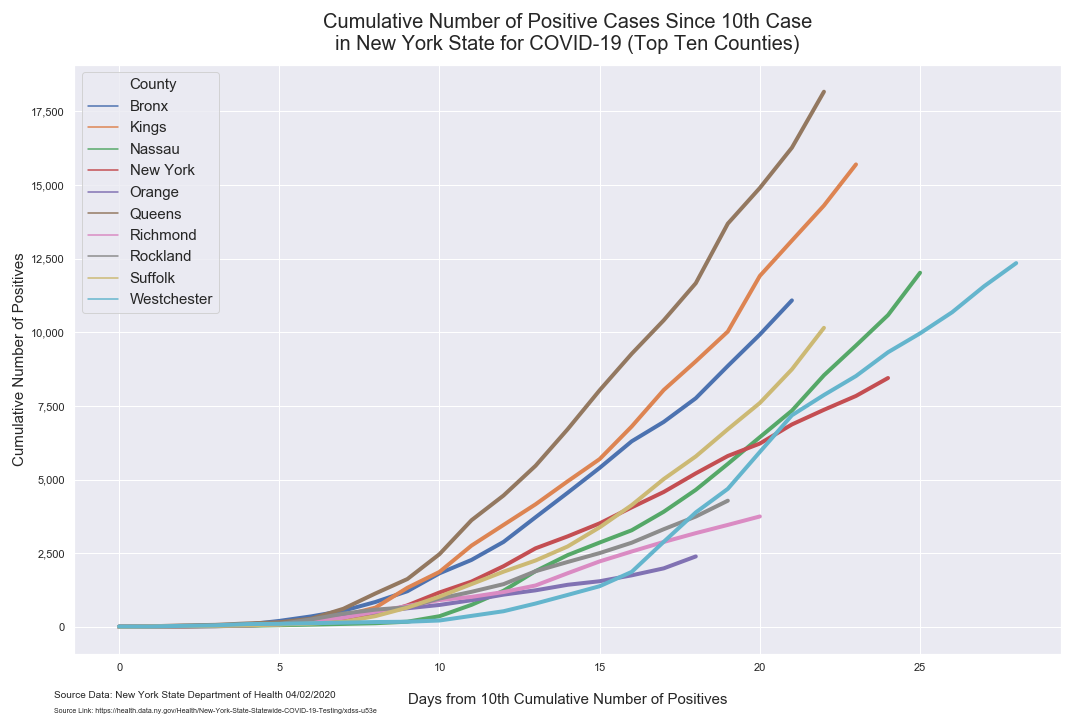 Cumulative Number of Positive Cases Since 10th Case
in New York State for COVID-19 (Top Ten Counties)
County
Bronx
Kings
Nassau
New York
Orange
Queens
Richmond
Rockland
Suffolk
Westchester
Cumulative Number of Positives
17,500
15,000
12,500
10,000
7,500
5,000
2,500
0
0 5 10 15 20 25
Days from 10th Cumulative Number of Positives
Source Data: New York State Department of Health 04/02/2020
Source Link: https://health.data.ny.gov/Health/New-York-State-Statewide-COVID-19-Testing/xdss-u53e